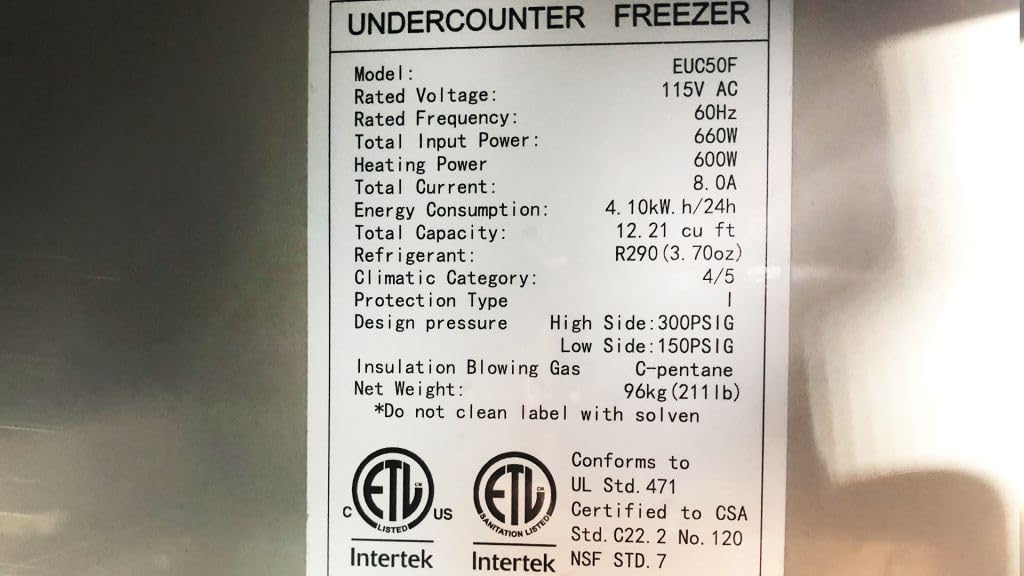 UNDERCOUNTER FREEZER
Model: EUC50F
Rated Voltage: 115V AC
Rated Frequency: 60Hz
Total Input Power: 660W
Heating Power 600W
Total Current: 8.0A
Energy Consumption: 4.10kW.h/24h
Total Capacity: 12.21 cu ft
Refrigerant: R290(3.70oz)
Climatic Category: 4/5
Protection Type I
Design pressure High Side:300PSIG
Low Side:150PSIG
Insulation Blowing Gas C-pentane
Net Weight: 96kg(211lb)
*Do not clean label with solven
C ETL CM LISTED US
Intertek
ETL CM SANITATION LISTED
Intertek
Conforms to
UL Std.471
Certified to CSA
Std.C22.2 No.120
NSF STD.7